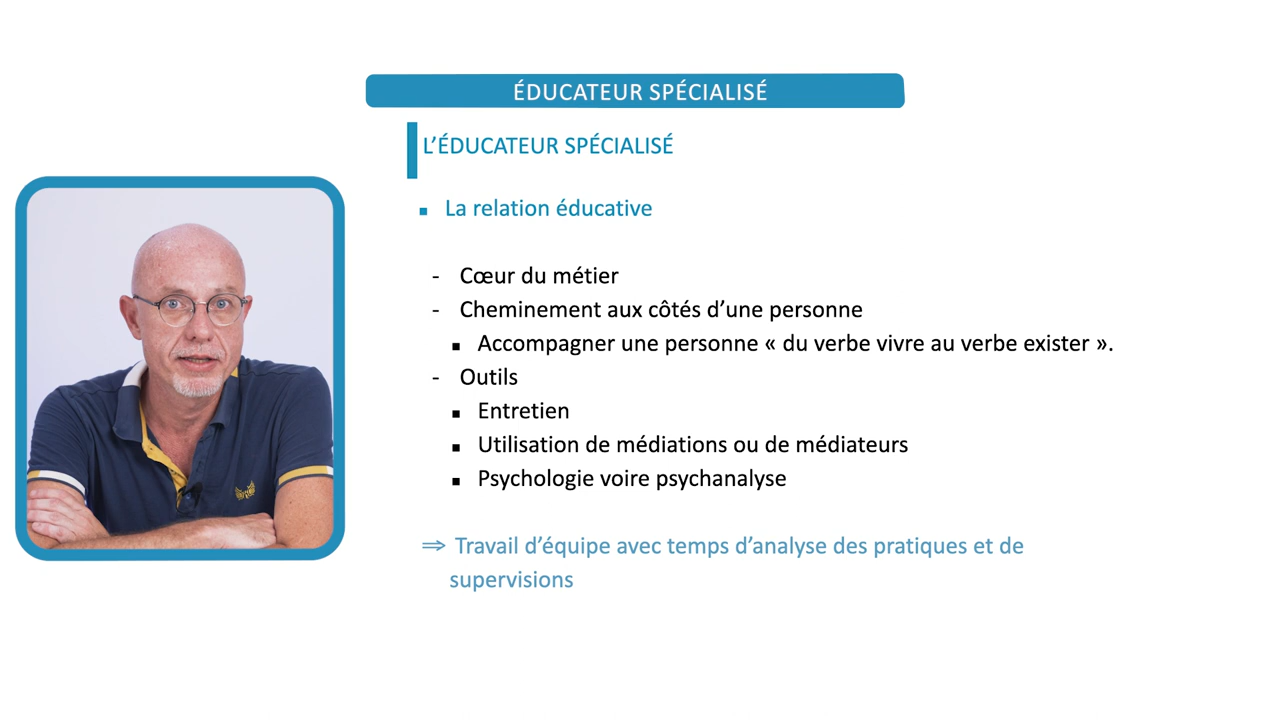 ÉDUCATEUR SPÉCIALISÉ
L’ÉDUCATEUR SPÉCIALISÉ
▪ La relation éducative
- Cœur du métier
- Cheminement aux côtés d’une personne
▪ Accompagner une personne « du verbe vivre au verbe exister ».
- Outils
▪ Entretien
▪ Utilisation de médiations ou de médiateurs
▪ Psychologie voire psychanalyse
⇒ Travail d’équipe avec temps d’analyse des pratiques et de
supervisions